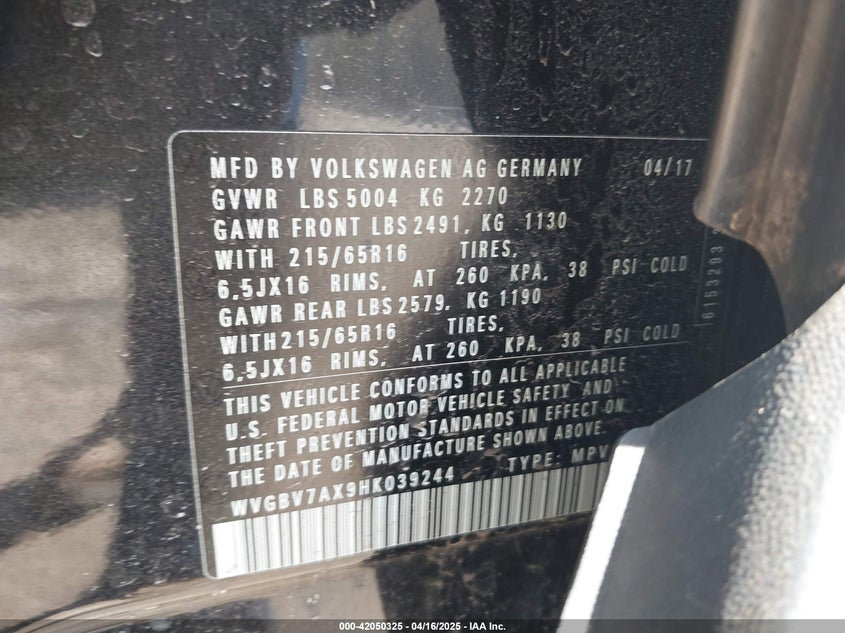 MFD BY VOLKSWAGEN AG GERMANY 04/17
GVWR LBS 5004 KG 2270
GAWR FRONT LBS 2491, KG 1130
WITH 215/65R16 TIRES,
6,5JX16 RIMS, AT 260 KPA, 38 PSI COLD
GAWR REAR LBS 2579, KG 1190
WITH 215/65R16 TIRES,
6,5JX16 RIMS, AT 260 KPA, 38 PSI COLD
THIS VEHICLE CONFORMS TO ALL APPLICABLE
U.S. FEDERAL MOTOR VEHICLE SAFETY AND
THEFT PREVENTION STANDARDS IN EFFECT ON
THE DATE OF MANUFACTURE SHOWN ABOVE.
WVGBV7AX9HK039244 TYPE: MPV
6153293
000-42050325 - 04/16/2025 - IAA Inc.